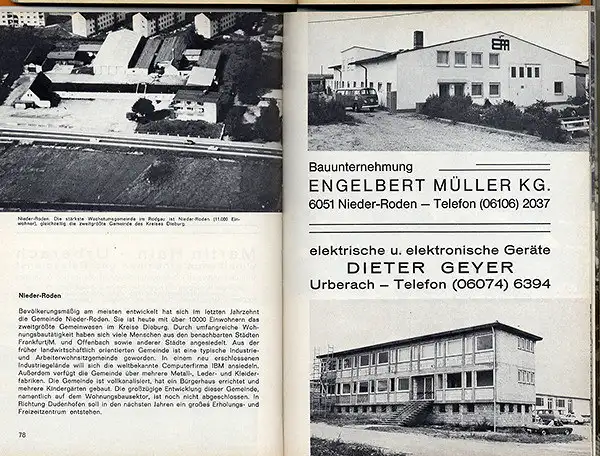 Nieder-Roden. Die stärkste Wachstumsgemeinde im Rodgau ist Nieder-Roden (11.000 Ein-
wohner), gleichzeitig die zweitgrößte Gemeinde des Kreises Dieburg.
Nieder-Roden
Bevölkerungsmäßig am meisten entwickelt hat sich im letzten Jahrzehnt
die Gemeinde Nieder-Roden. Sie ist heute mit über 10000 Einwohnern das
zweitgrößte Gemeinwesen im Kreise Dieburg. Durch umfangreiche Woh-
nungsbautätigkeit haben sich viele Menschen aus den benachbarten Städten
Frankfurt/M. und Offenbach sowie anderer Städte angesiedelt. Aus der
früher landwirtschaftlich orientierten Gemeinde ist eine typische Industrie-
und Arbeiterwohnsitzgemeinde geworden. In einem neu erschlossenen
Industriegelände will sich die weltbekannte Computerfirma IBM ansiedeln.
Außerdem verfügt die Gemeinde über mehrere Metall-, Leder- und Kleider-
fabriken. Die Gemeinde ist vollkanalisiert, hat ein Bürgerhaus errichtet und
mehrere Kindergärten gebaut. Die großzügige Entwicklung dieser Gemeinde,
namentlich auf dem Wohnungsbausektor, ist noch nicht abgeschlossen. In
Richtung Dudenhofen soll in den nächsten Jahren ein großes Erholungs- und
Freizeitzentrum entstehen.
78
Bauunternehmung
ENGELBERT MÜLLER KG.
6051 Nieder-Roden – Telefon (06106) 2037
elektrische u. elektronische Geräte
DIETER GEYER
Urberach – Telefon (06074) 6394